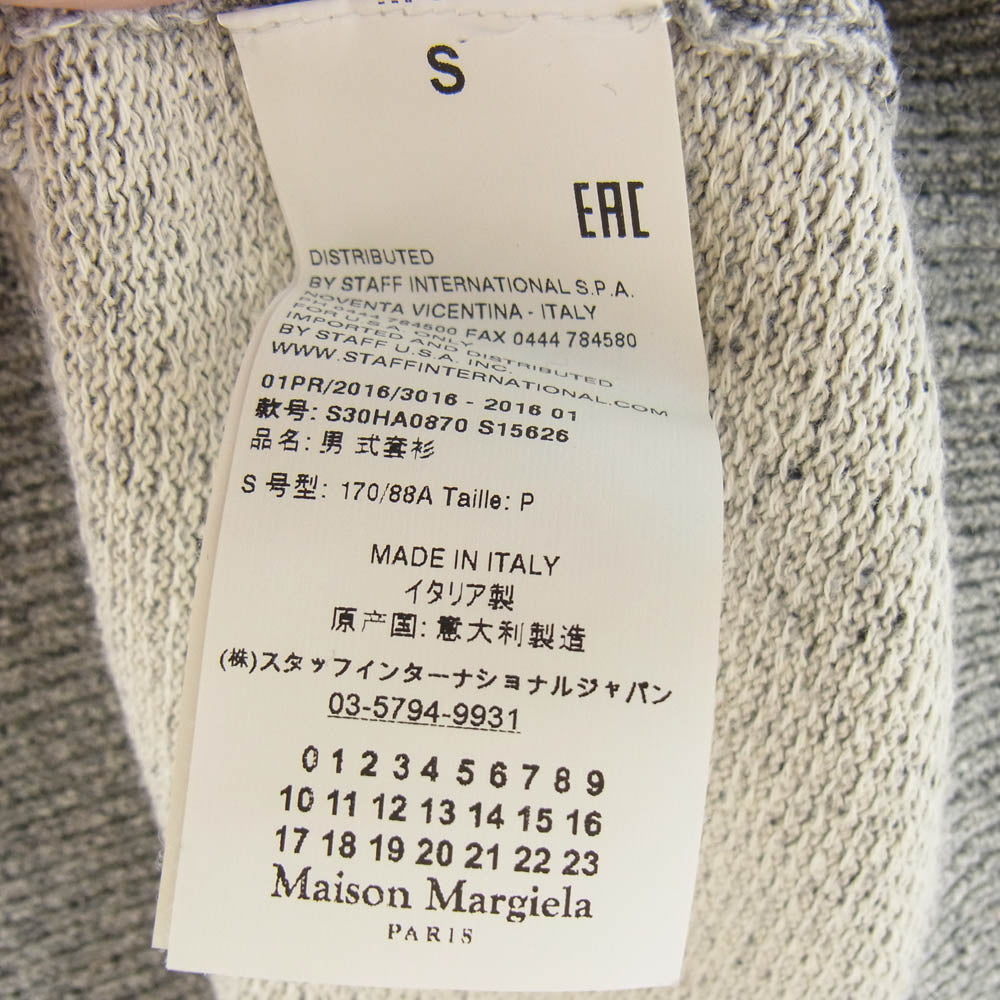 S
EAC
DISTRIBUTED
BY STAFF INTERNATIONAL S.P.A.
NOVENTA VICENTINA - ITALY
PH 0444 784500 FAX 0444 784580
FOR U.S.A. ONLY
IMPORTED AND DISTRIBUTED
BY STAFF U.S.A. INC.
WWW.STAFFINTERNATIONAL.COM
01PR/2016/3016 - 2016 01
款号: S30HA0870 S15626
品名: 男 式套衫
S 号型: 170/88A Taille: P
MADE IN ITALY
イタリア製
原产国: 意大利製造
(株)スタッフインターナショナルジャパン
03-5794-9931
0 1 2 3 4 5 6 7 8 9
10 11 12 13 14 15 16
17 18 19 20 21 22 23
Maison Margiela
PARIS